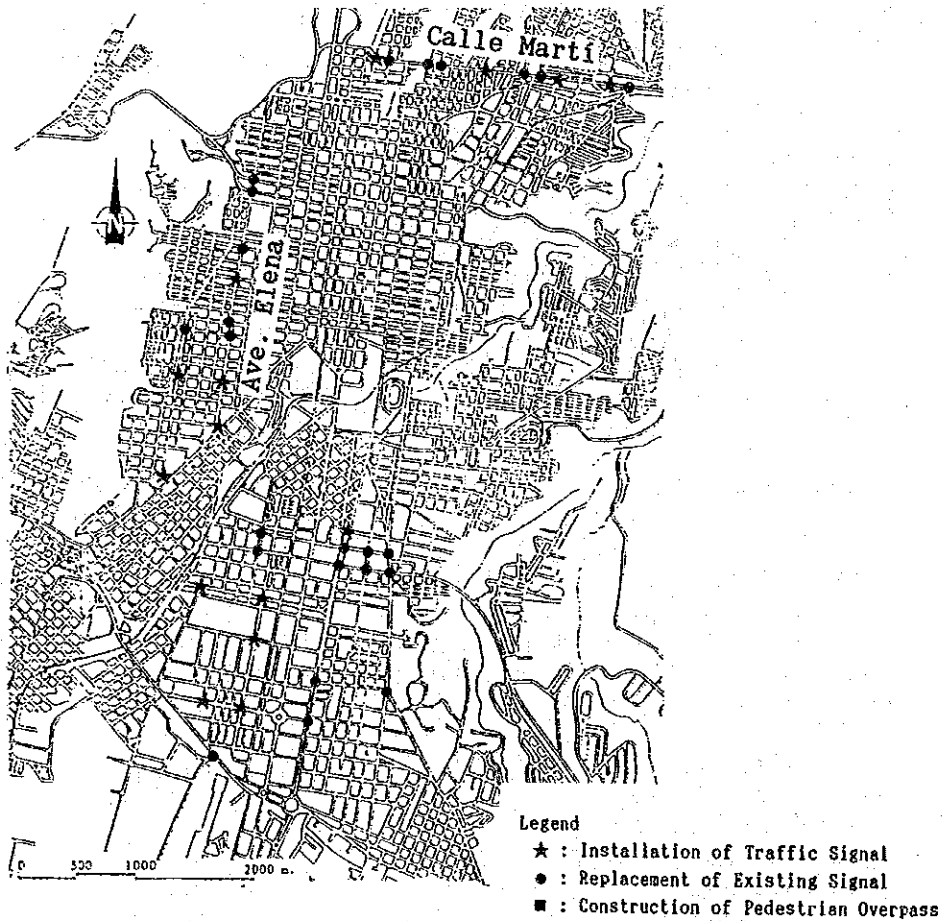 Calle Martí
N
Ave. Elena
0 500 1000 2000 m.
Legend
★ : Installation of Traffic Signal
● : Replacement of Existing Signal
■ : Construction of Pedestrian Overpass